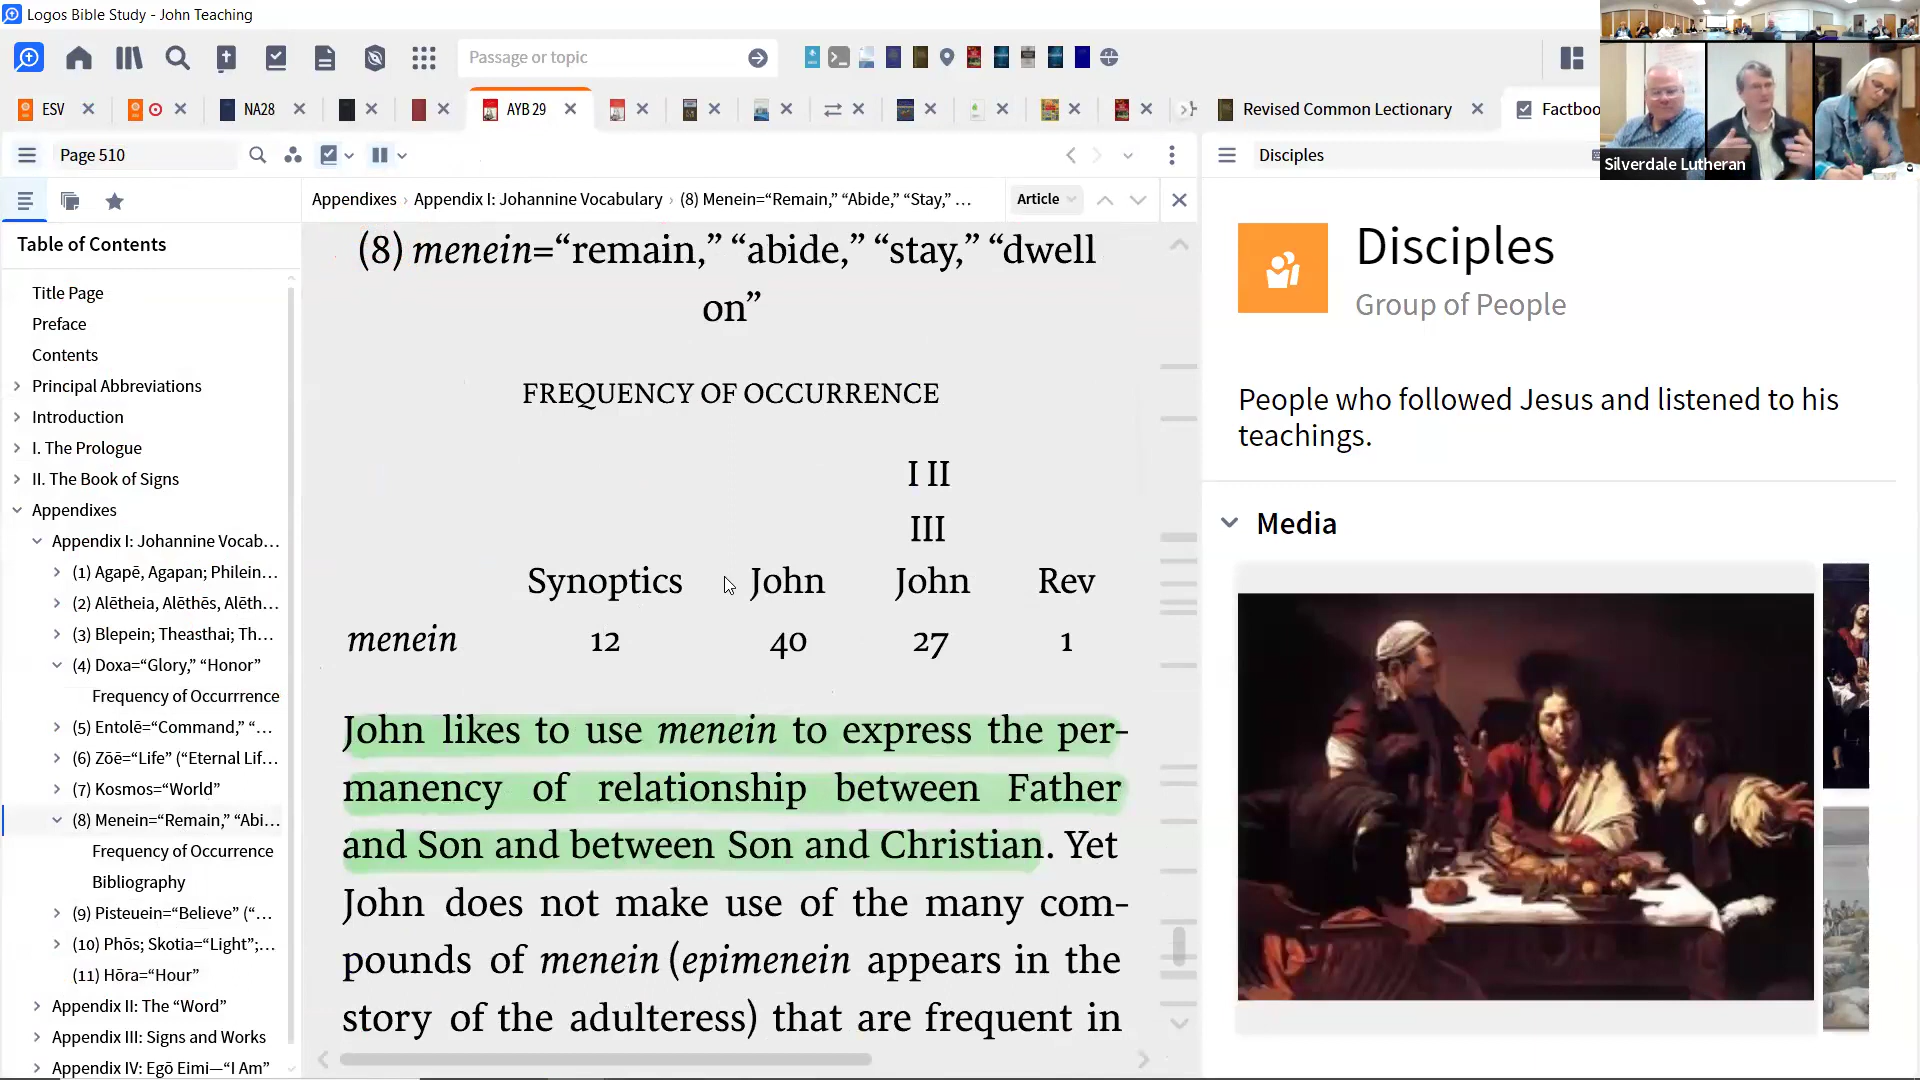 Logos Bible Study - John Teaching
Passage or topic
ESV
NA28
AYB 29
Revised Common Lectionary
Factboo
Silverdale Lutheran
Page 510
Disciples
Appendixes › Appendix I: Johannine Vocabulary › (8) Menein=“Remain,” “Abide,” “Stay,” …
Article
Table of Contents
Title Page
Preface
Contents
Principal Abbreviations
Introduction
I. The Prologue
II. The Book of Signs
Appendixes
Appendix I: Johannine Vocab…
(1) Agapē, Agapan; Philein…
(2) Alētheia, Alēthēs, Alēth…
(3) Blepein; Theasthai; Th…
(4) Doxa=“Glory,” “Honor”
Frequency of Occurrrence
(5) Entolē=“Command,” “…
(6) Zōē=“Life” (“Eternal Lif…
(7) Kosmos=“World”
(8) Menein=“Remain,” “Abi…
Frequency of Occurrence
Bibliography
(9) Pisteuein=“Believe” (“…
(10) Phōs; Skotia=“Light”;…
(11) Hōra=“Hour”
Appendix II: The “Word”
Appendix III: Signs and Works
Appendix IV: Egō Eimi—“I Am”
(8) menein=“remain,” “abide,” “stay,” “dwell
on”
FREQUENCY OF OCCURRENCE
I II
III
Synoptics John John Rev
menein 12 40 27 1
John likes to use menein to express the per-
manency of relationship between Father
and Son and between Son and Christian. Yet
John does not make use of the many com-
pounds of menein (epimenein appears in the
story of the adulteress) that are frequent in
Disciples
Group of People
People who followed Jesus and listened to his
teachings.
Media